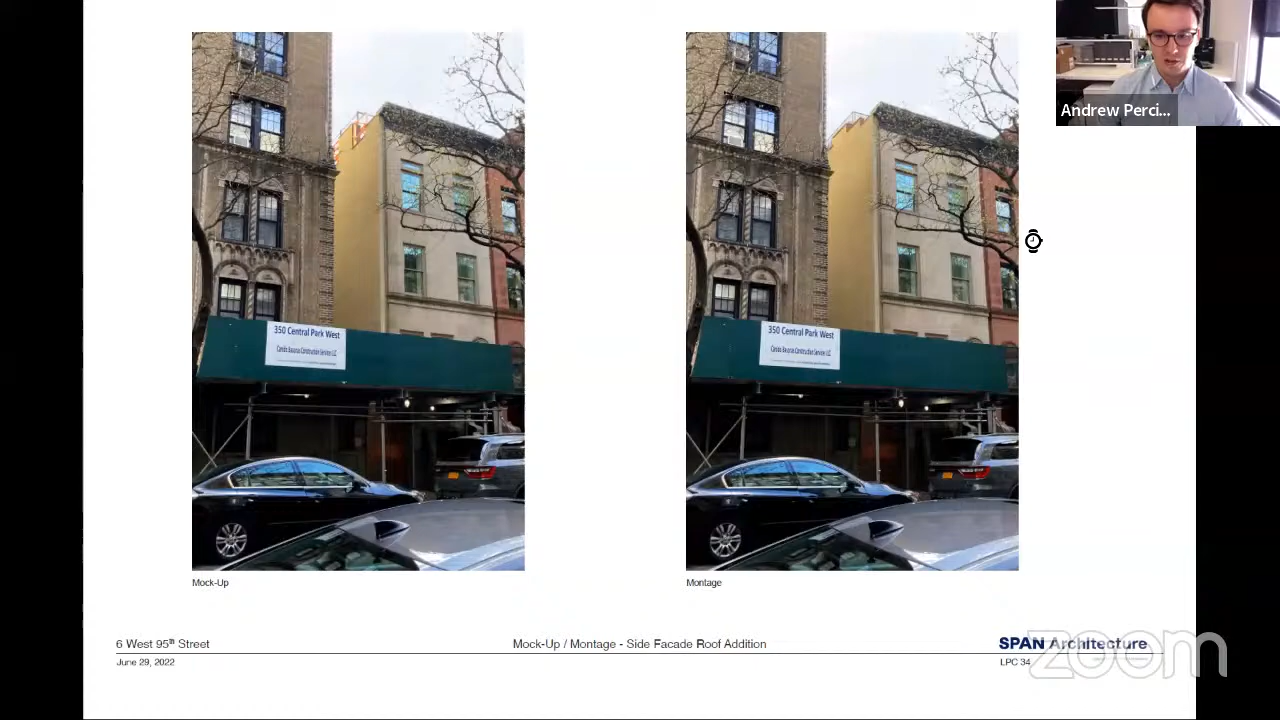 Andrew Perci...
350 Central Park West
350 Central Park West
Mock-Up
Montage
6 West 95th Street
Mock-Up / Montage - Side Facade Roof Addition
SPAN Architecture
June 29, 2022
LPC 34
zoom